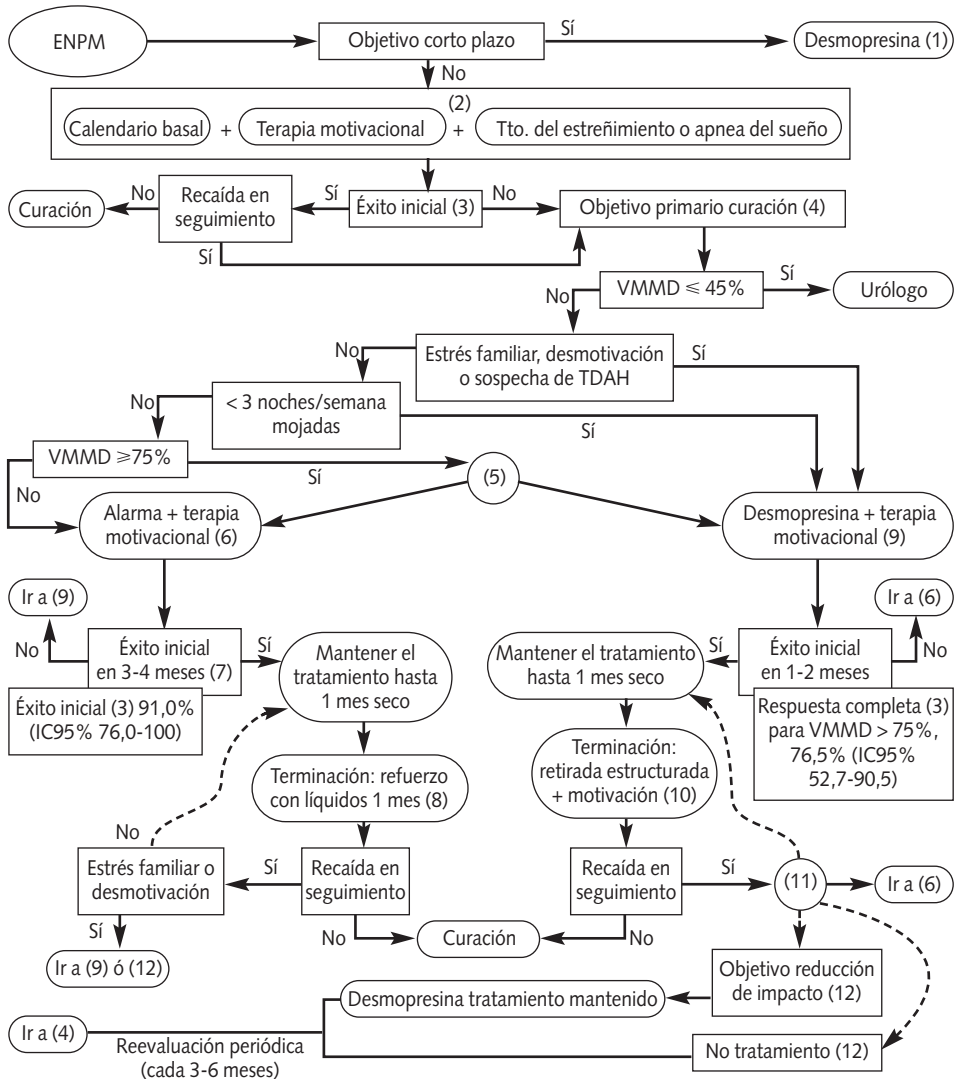 ENPM
Objetivo corto plazo
Sí
Desmopresina (1)
No
(2)
Calendario basal + Terapia motivacional + Tto. del estreñimiento o apnea del sueño
Curación
No
Recaída en
seguimiento
Sí
Éxito inicial (3)
No
Objetivo primario curación (4)
Sí
VMMD ≤ 45%
Sí
Urólogo
No
Estrés familiar, desmotivación
o sospecha de TDAH
No
Sí
< 3 noches/semana
mojadas
No
Sí
VMMD ≥75%
Sí
(5)
No
Alarma + terapia
motivacional (6)
Desmopresina + terapia
motivacional (9)
Ir a (9)
No
Éxito inicial
en 3-4 meses (7)
Sí
Éxito inicial (3) 91,0%
(IC95% 76,0-100)
Mantener el
tratamiento hasta
1 mes seco
Mantener el tratamiento
hasta 1 mes seco
Sí
Éxito inicial
en 1-2 meses
No
Ir a (6)
Respuesta completa (3)
para VMMD > 75%,
76,5% (IC95%
52,7-90,5)
Terminación: refuerzo
con líquidos 1 mes (8)
Terminación:
retirada estructurada
+ motivación (10)
No
Estrés familiar o
desmotivación
Sí
Recaída en
seguimiento
Recaída en
seguimiento
Sí
(11)
Ir a (6)
Sí
No
Curación
No
Ir a (9) ó (12)
Objetivo reducción
de impacto (12)
Desmopresina tratamiento mantenido
Ir a (4)
Reevaluación periódica
(cada 3-6 meses)
No tratamiento (12)